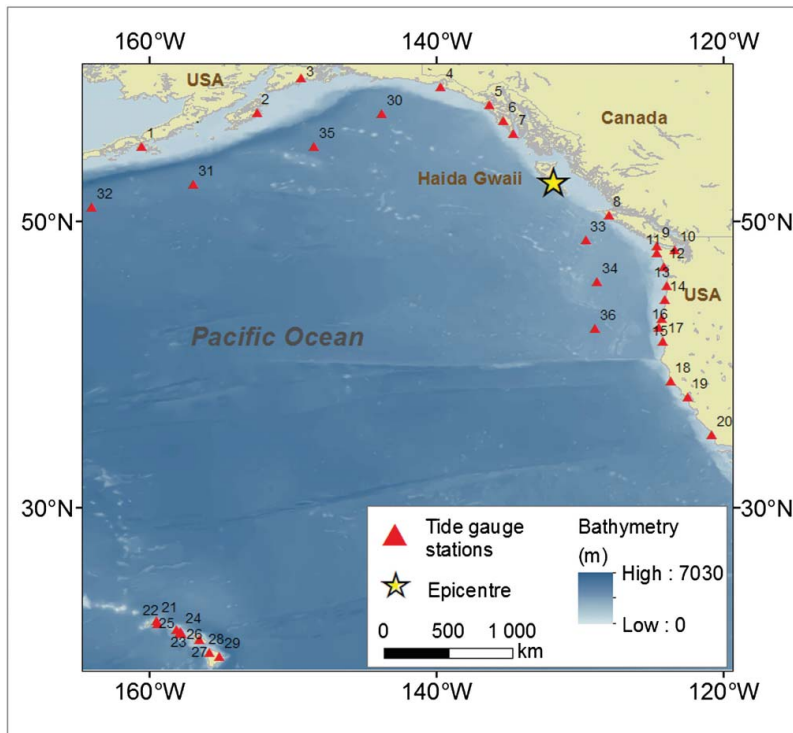 160°W 140°W 120°W
3
USA
4
2
30
5
6
Canada
7
1
35
Haida Gwaii
31
32
8
50°N 50°N
33
9
10
11
12
34
13
14
USA
36
16
17
15
Pacific Ocean
18
19
20
30°N 30°N
Tide gauge
stations
Epicentre
0 500 1 000
km
Bathymetry
(m)
High : 7030
Low : 0
22 21
24
25
26
23
28
27
29
160°W 140°W 120°W